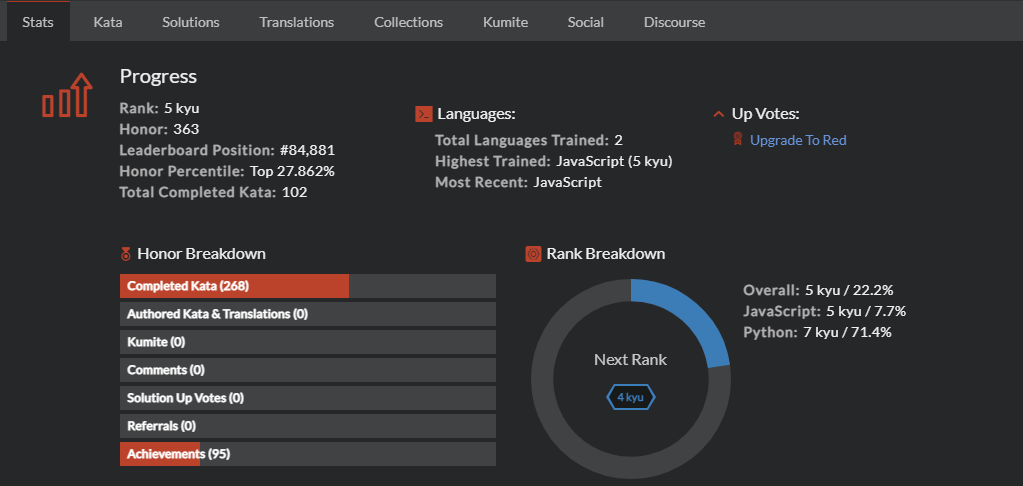 Stats Kata Solutions Translations Collections Kumite Social Discourse
Progress
Rank: 5 kyu
Honor: 363
Leaderboard Position: #84,881
Honor Percentile: Top 27.862%
Total Completed Kata: 102
Languages:
Total Languages Trained: 2
Highest Trained: JavaScript (5 kyu)
Most Recent: JavaScript
Up Votes:
Upgrade To Red
Honor Breakdown
Completed Kata (268)
Authored Kata & Translations (0)
Kumite (0)
Comments (0)
Solution Up Votes (0)
Referrals (0)
Achievements (95)
Rank Breakdown
Next Rank
4 kyu
Overall: 5 kyu / 22.2%
JavaScript: 5 kyu / 7.7%
Python: 7 kyu / 71.4%